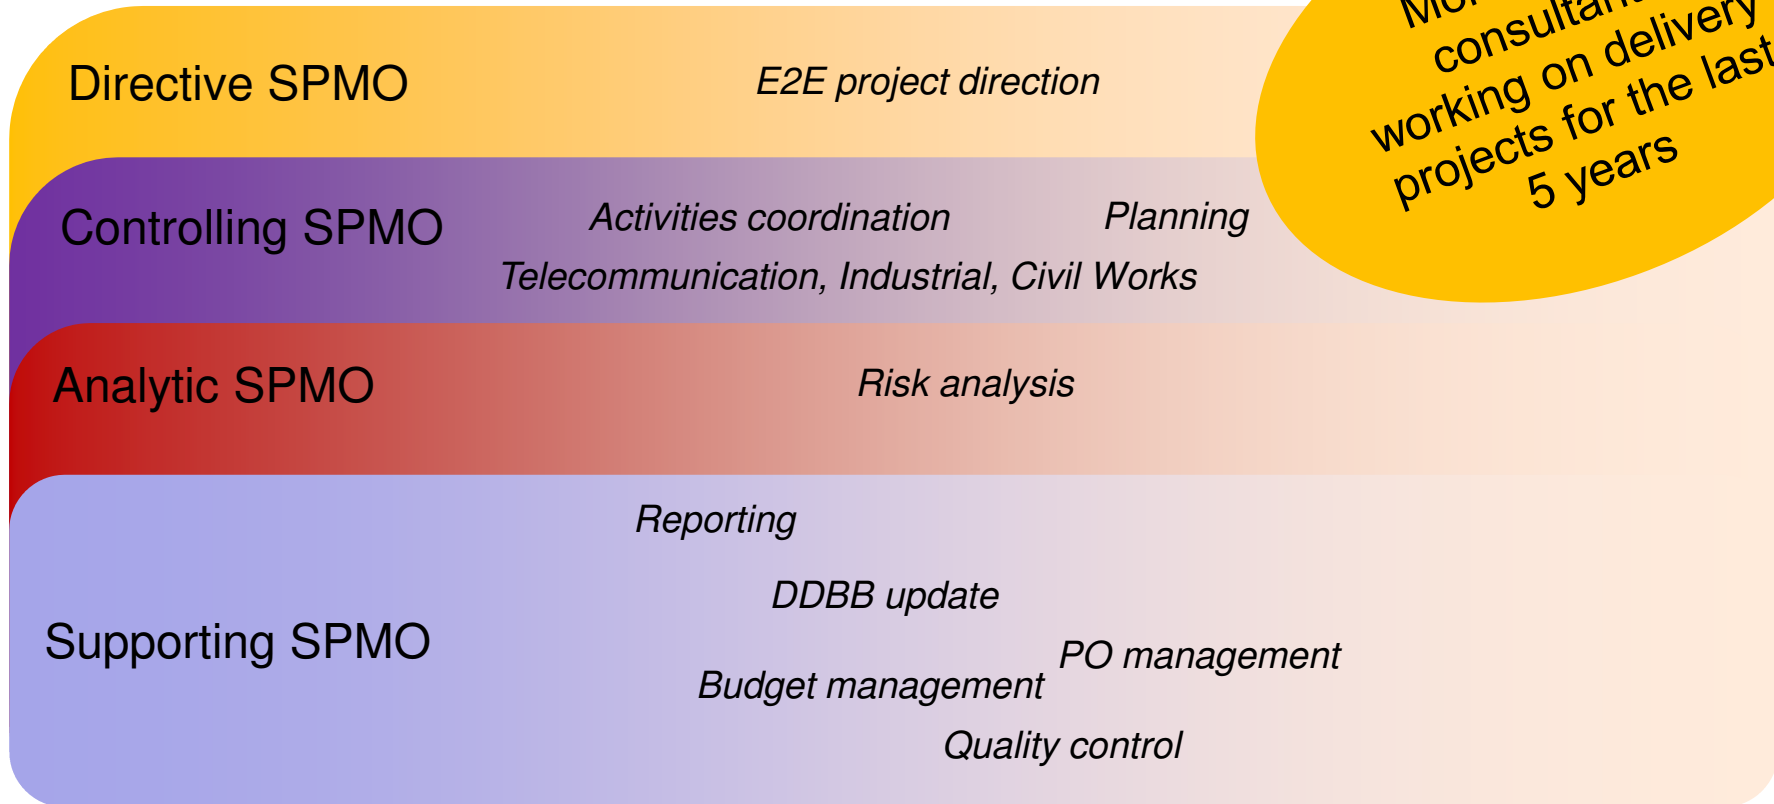 Directive SPMO
E2E project direction
consultant
working on delivery
projects for the last
5 years
Controlling SPMO
Activities coordination
Planning
Telecommunication, Industrial, Civil Works
Analytic SPMO
Risk analysis
Reporting
DDBB update
Supporting SPMO
PO management
Budget management
Quality control